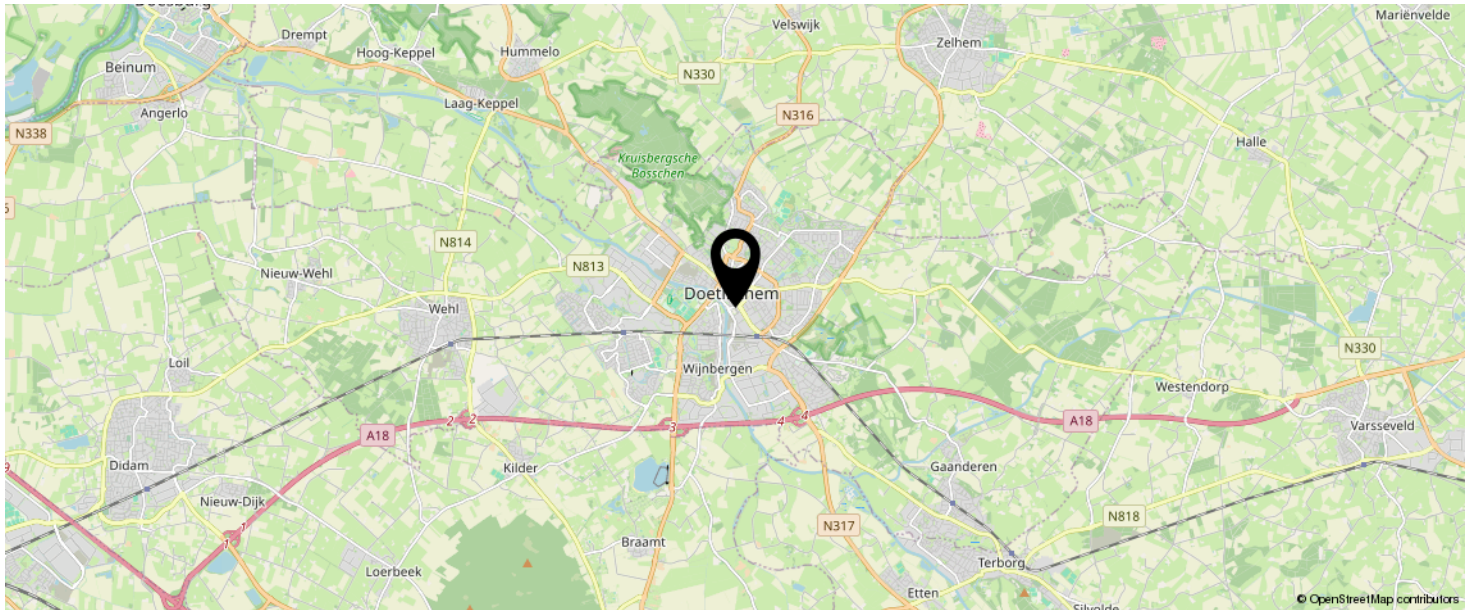 Doesburg
Drempt
Hoog-Keppel
Hummelo
Velswijk
Zelhem
Mariënvelde
Beinum
N330
Angerlo
Laag-Keppel
N338
N316
Halle
Kruisbergsche
Bosschen
N814
N813
Nieuw-Wehl
Wehl
Doetinchem
N330
Loil
Wijnbergen
Westendorp
2
2
3
4
4
A18
A18
Varsseveld
Didam
Kilder
Gaanderen
Nieuw-Dijk
1
1
N317
N818
Braamt
Loerbeek
Terborg
Etten
Silvolde
© OpenStreetMap contributors